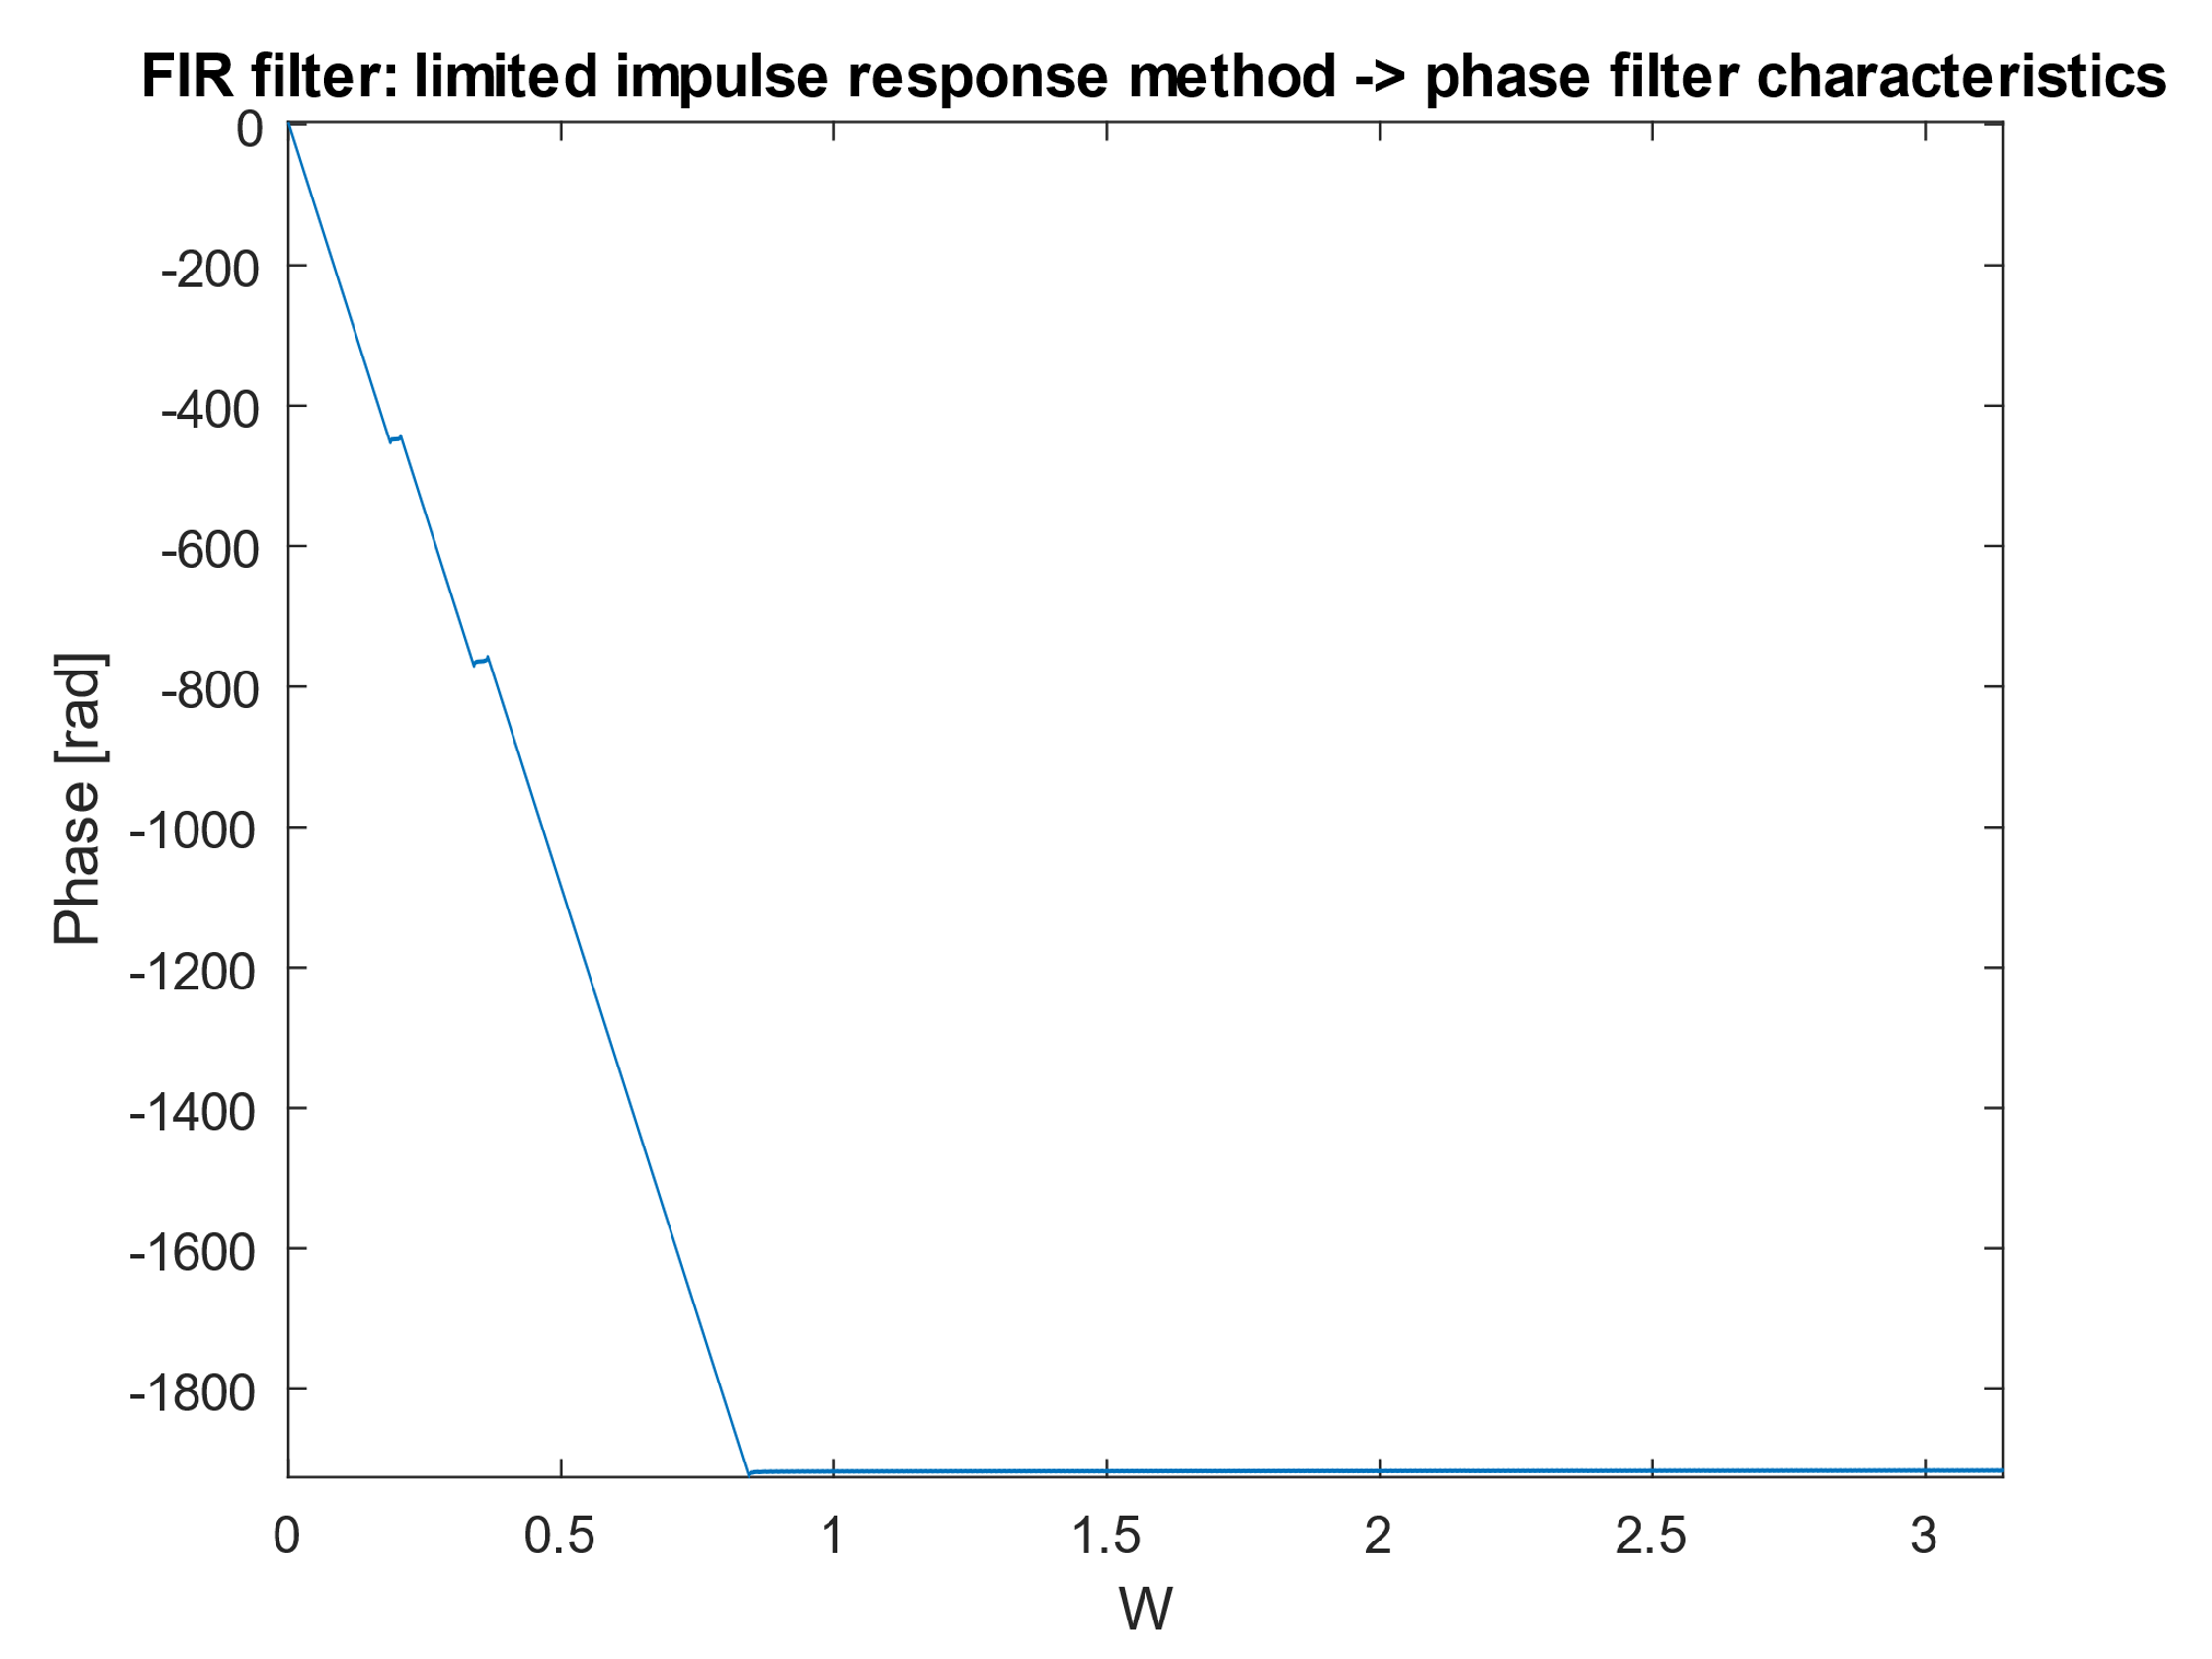 FIR filter: limited impulse response method -> phase filter characteristics
0
-200
-400
-600
-800
-1000
-1200
-1400
-1600
-1800
Phase [rad]
0 0.5 1 1.5 2 2.5 3
W